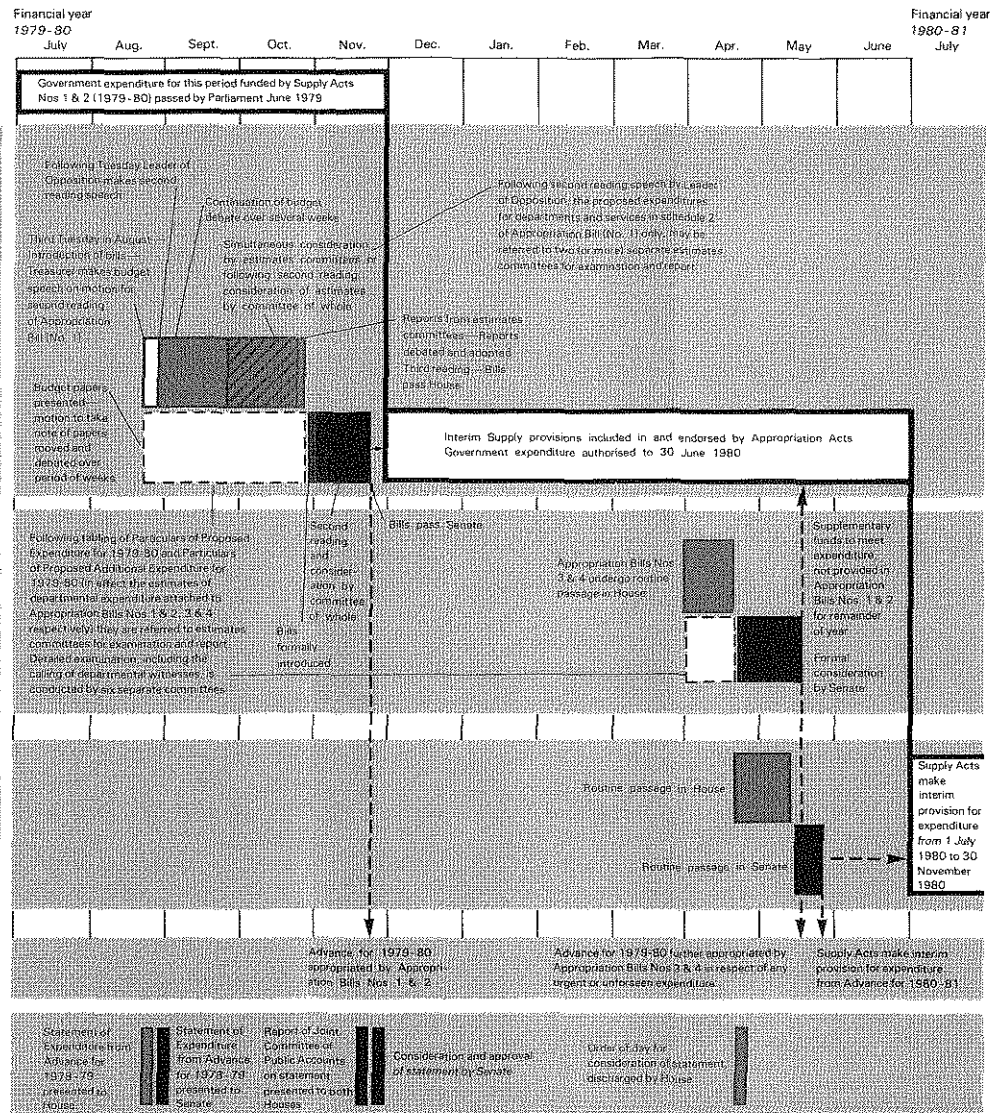 Financial year
1979-80
Financial year
1980-81
July Aug. Sept. Oct. Nov. Dec. Jan. Feb. Mar. Apr. May June July
Government expenditure for this period funded by Supply Acts
Nos 1 & 2 (1979-80) passed by Parliament June 1979
Following Tuesday Leader of
Opposition makes second
reading speech
Continuation of budget
debate over several weeks
Third Tuesday in August—
Introduction of bills—
Treasurer makes budget
speech on motion for
second reading
of Appropriation
Bill (No. 1)
Simultaneous consideration
by estimates committees or
following second reading
consideration of estimates
by committee of whole
Following second reading speech by Leader
of Opposition, the proposed expenditures
for departments and services in schedule 2
of Appropriation Bill (No. 1) only, may be
referred to two (or more) separate estimates
committees for examination and report
Reports from estimates
committees — Reports
debated and adopted
Third reading — Bills
pass House
Budget papers
presented—
motion to take
note of papers
moved and
debated over
period of weeks
Interim Supply provisions included in and endorsed by Appropriation Acts
Government expenditure authorised to 30 June 1980
Following tabling of Particulars of Proposed
Expenditure for 1979-80 and Particulars
of Proposed Additional Expenditure for
1979-80 (in effect the estimates of
departmental expenditure attached to
Appropriation Bills Nos 1 & 2, 3 & 4
respectively) they are referred to estimates
committees for examination and report
Detailed examination, including the
calling of departmental witnesses, is
conducted by six separate committees
Bills
formally
introduced
Second
reading
and
consider-
ation by
committee
of whole
Bills pass Senate
Appropriation Bills Nos
3 & 4 undergo routine
passage in House
Supplementary
funds to meet
expenditure
not provided in
Appropriation
Bills Nos. 1 & 2
for remainder
of year
Formal
consideration
by Senate
Routine passage in House
Routine passage in Senate
Supply Acts
make
interim
provision for
expenditure
from 1 July
1980 to 30
November
1980
Advance for 1979-80
appropriated by Appropri-
ation Bills Nos 1 & 2
Advance for 1979-80 further appropriated by
Appropriation Bills Nos 3 & 4 in respect of any
urgent or unforseen expenditure
Supply Acts make interim
provision for expenditure
from Advance for 1980-81
Statement of
Expenditure from
Advance for
1978-79
presented to
House
Statement of
Expenditure
from Advance
for 1978-79
presented to
Senate
Report of Joint
Committee of
Public Accounts
on statement
presented to both
Houses
Consideration and approval
of statement by Senate
Order of day for
consideration of statement
discharged by House